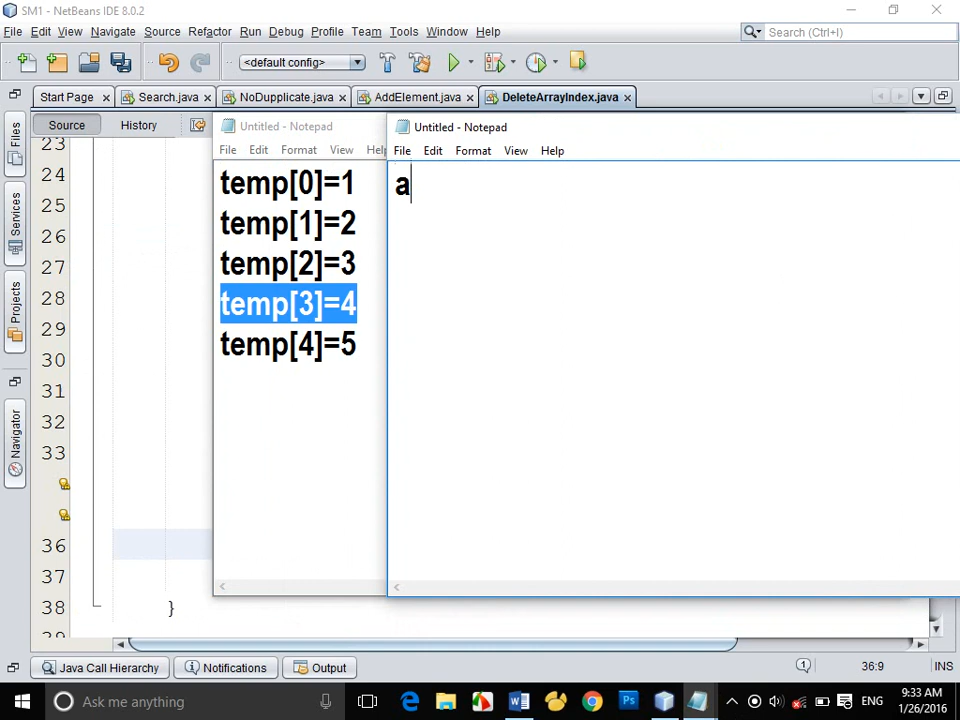 SM1 - NetBeans IDE 8.0.2
File Edit View Navigate Source Refactor Run Debug Profile Team Tools Window Help
Search (Ctrl+I)
<default config>
Start Page Search.java NoDupplicate.java AddElement.java DeleteArrayIndex.java
Source History
Files
Services
Projects
Navigator
23
24
25
26
27
28
29
30
31
32
33
36
37
38
39
}
Untitled - Notepad
File Edit Format View Help
temp[0]=1
temp[1]=2
temp[2]=3
temp[3]=4
temp[4]=5
Untitled - Notepad
File Edit Format View Help
a
Java Call Hierarchy Notifications Output
1 36:9 INS
Ask me anything
ENG
9:33 AM
1/26/2016